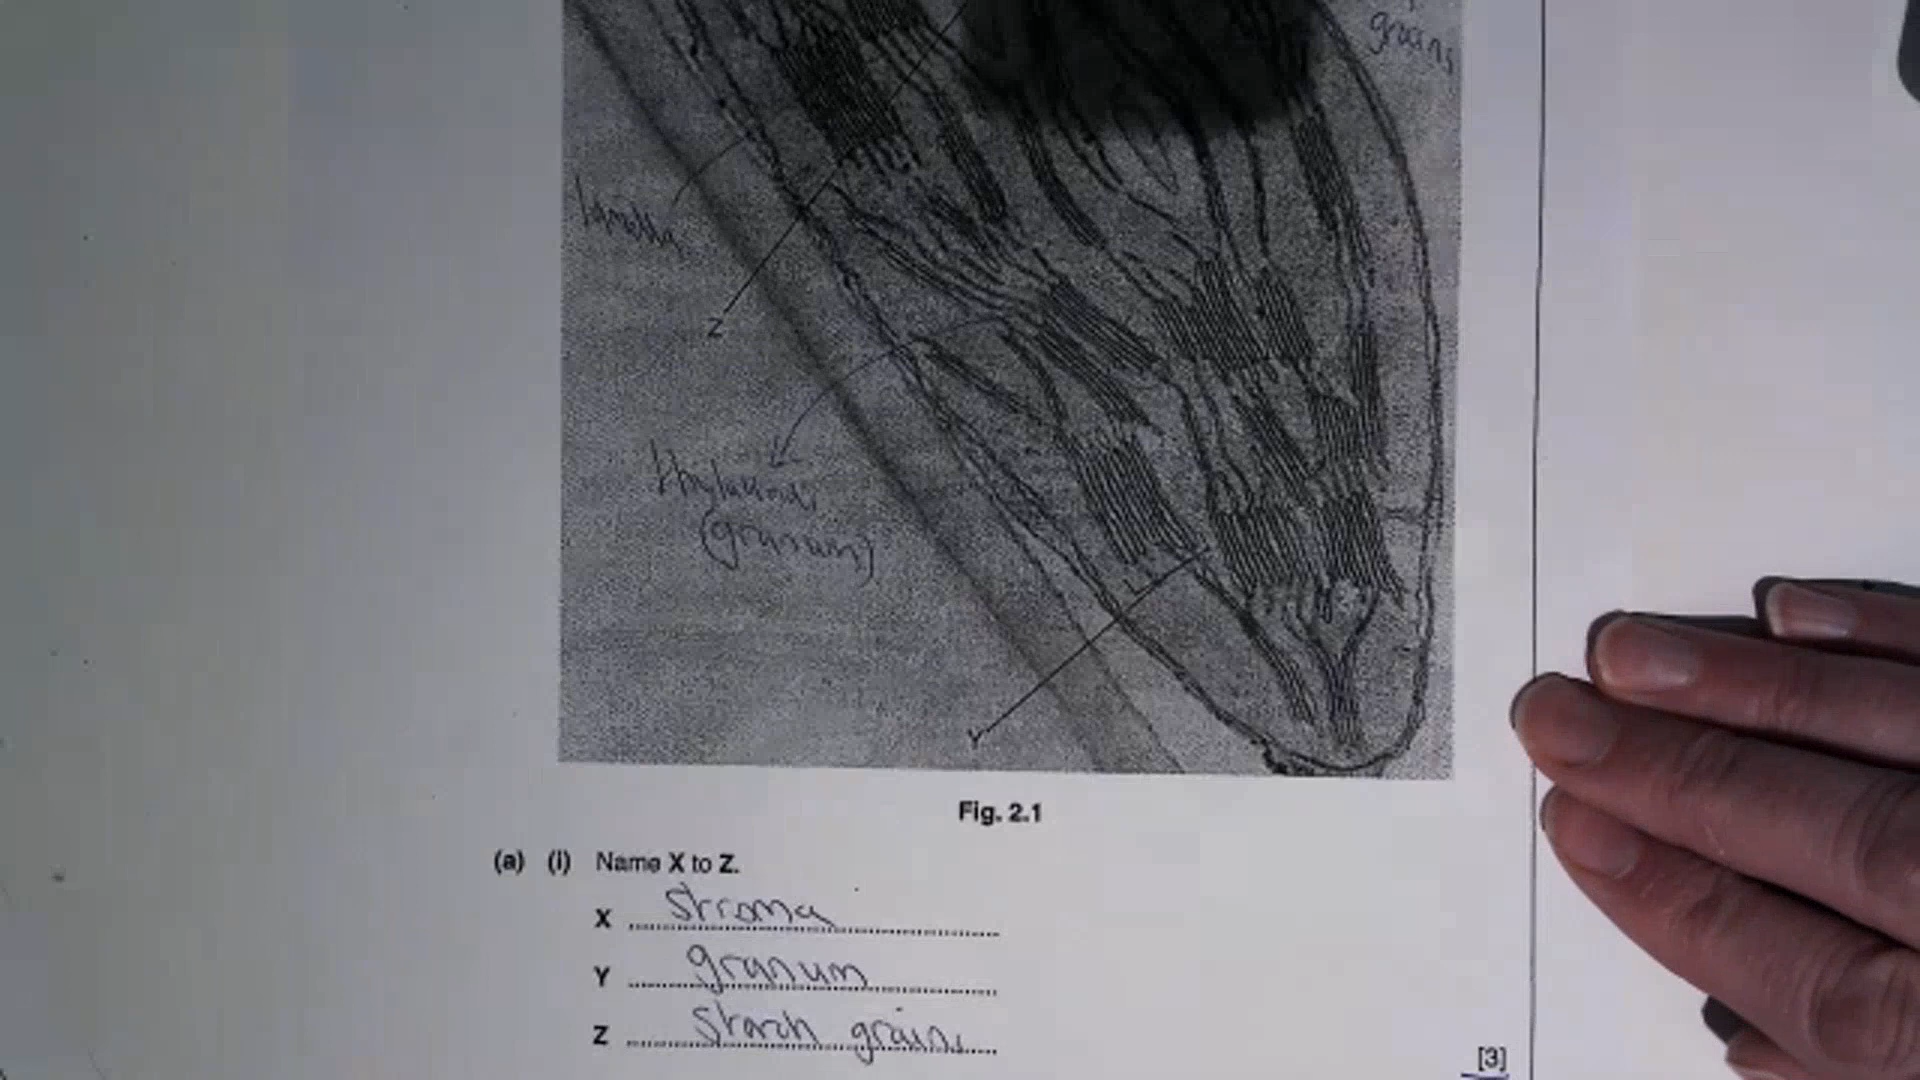 grains
lamella
Z
thylakoid
(granum)
Y
Fig. 2.1
(a) (i) Name X to Z.
X stroma
Y granum
Z starch grains
[3]